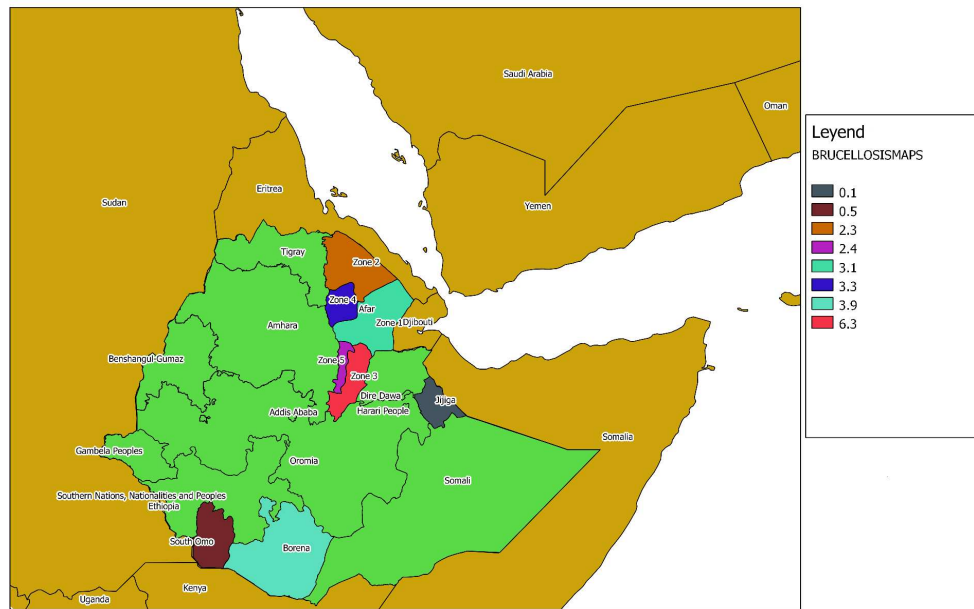 Saudi Arabia
Oman
Sudan
Eritrea
Yemen
Tigray
Zone 2
Zone 4
Afar
Zone 1
Djibouti
Amhara
Benshangul-Gumaz
Zone 5
Zone 3
Dire Dawa
Jijiga
Addis Ababa
Harari People
Somalia
Gambela Peoples
Oromia
Somali
Southern Nations, Nationalities and Peoples
Ethiopia
South Omo
Borena
Kenya
Uganda
Leyend
BRUCELLOSISMAPS
0.1
0.5
2.3
2.4
3.1
3.3
3.9
6.3